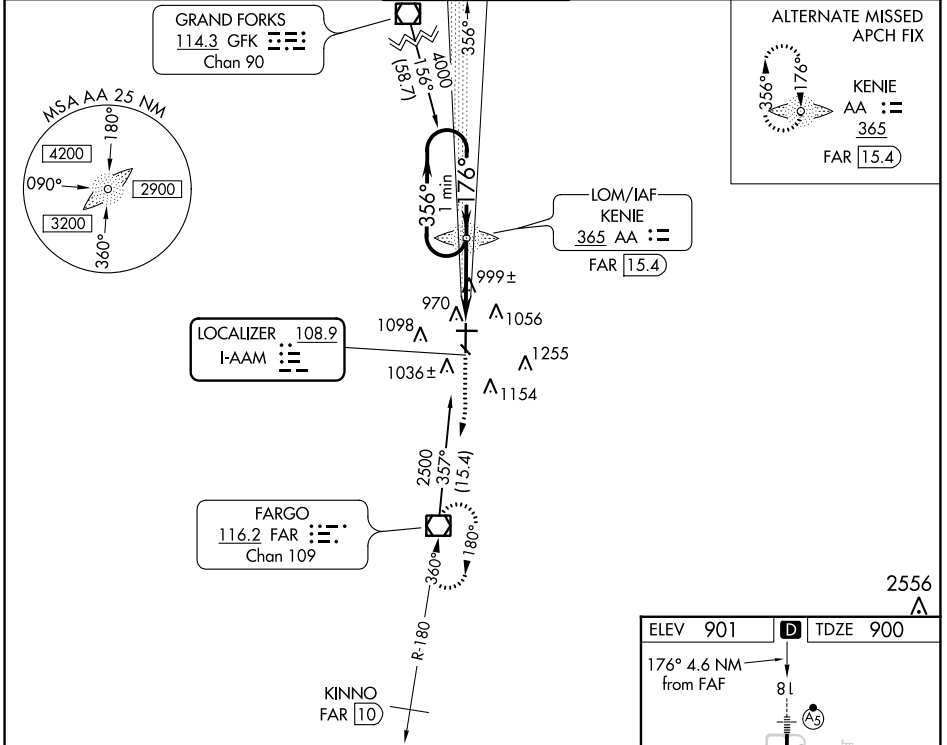 GRAND FORKS
114.3 GFK
Chan 90
156°
(58.7)
4000
356°
ALTERNATE MISSED
APCH FIX
356°
176°
KENIE
AA
365
FAR 15.4
MSA AA 25 NM
180°
4200
090°
2900
3200
360°
356°
1 min
176°
LOM/IAF
KENIE
365 AA
FAR 15.4
999±
970
1056
1098
LOCALIZER 108.9
I-AAM
1255
1036±
1154
2500
357°
(15.4)
FARGO
116.2 FAR
Chan 109
180°
360°
R-180
KINNO
FAR 10
2556
ELEV 901
D
TDZE 900
176° 4.6 NM
from FAF
18
A5